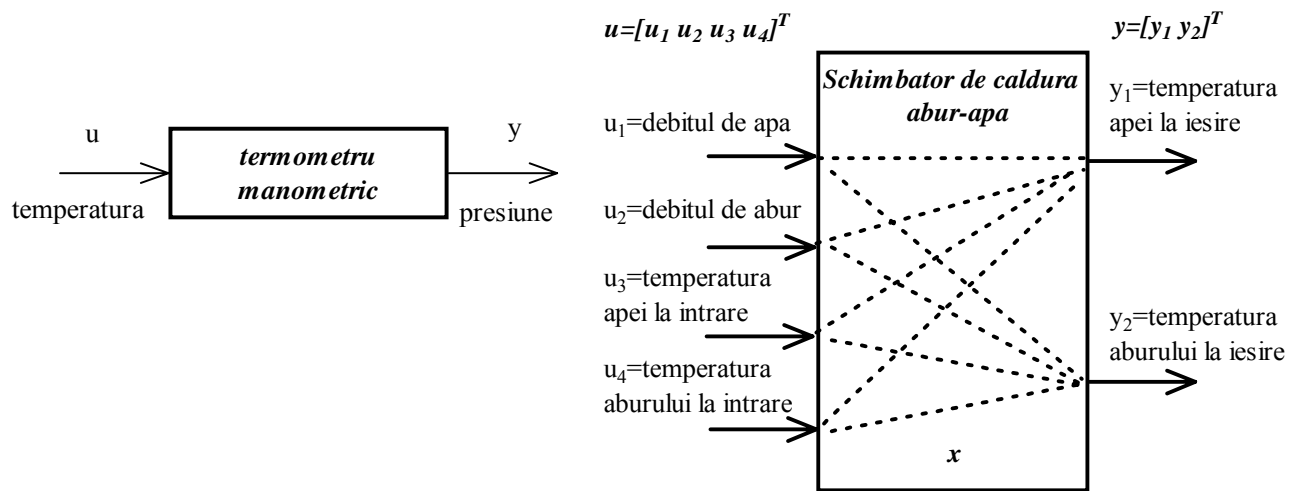 u
temperatura
termometru
manometric
y
presiune
u=[u₁ u₂ u₃ u₄]ᵀ
y=[y₁ y₂]ᵀ
Schimbator de caldura
abur-apa
u₁=debitul de apa
u₂=debitul de abur
u₃=temperatura
apei la intrare
u₄=temperatura
aburului la intrare
x
y₁=temperatura
apei la iesire
y₂=temperatura
aburului la iesire